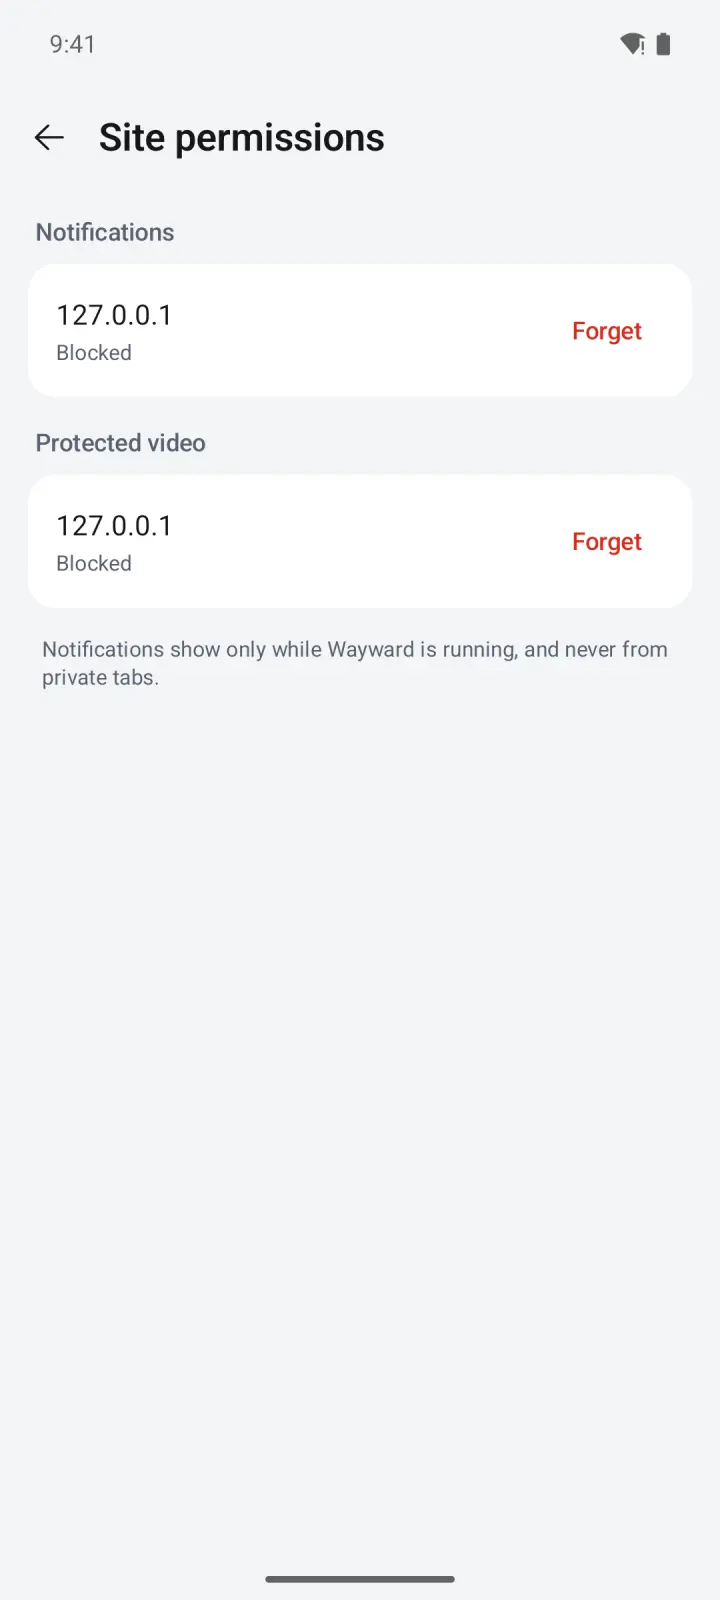 9:41
Site permissions
Notifications
127.0.0.1
Blocked
Forget
Protected video
127.0.0.1
Blocked
Forget
Notifications show only while Wayward is running, and never from
private tabs.